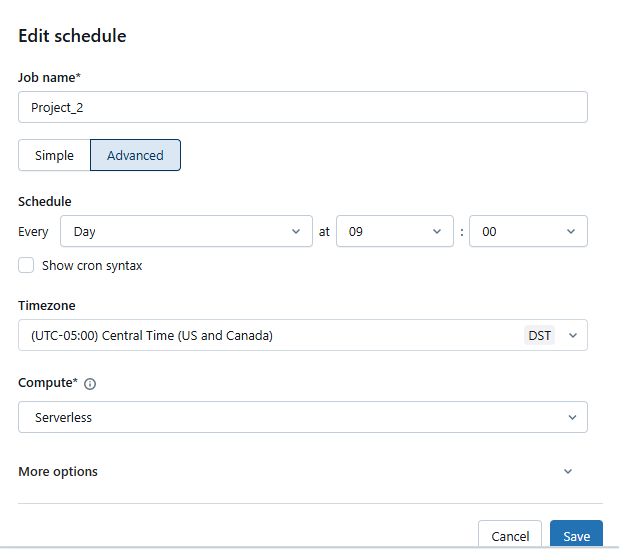 Edit schedule
Job name*
Project_2
Simple Advanced
Schedule
Every Day at 09 : 00
Show cron syntax
Timezone
(UTC-05:00) Central Time (US and Canada) DST
Compute*
Serverless
More options
Cancel Save